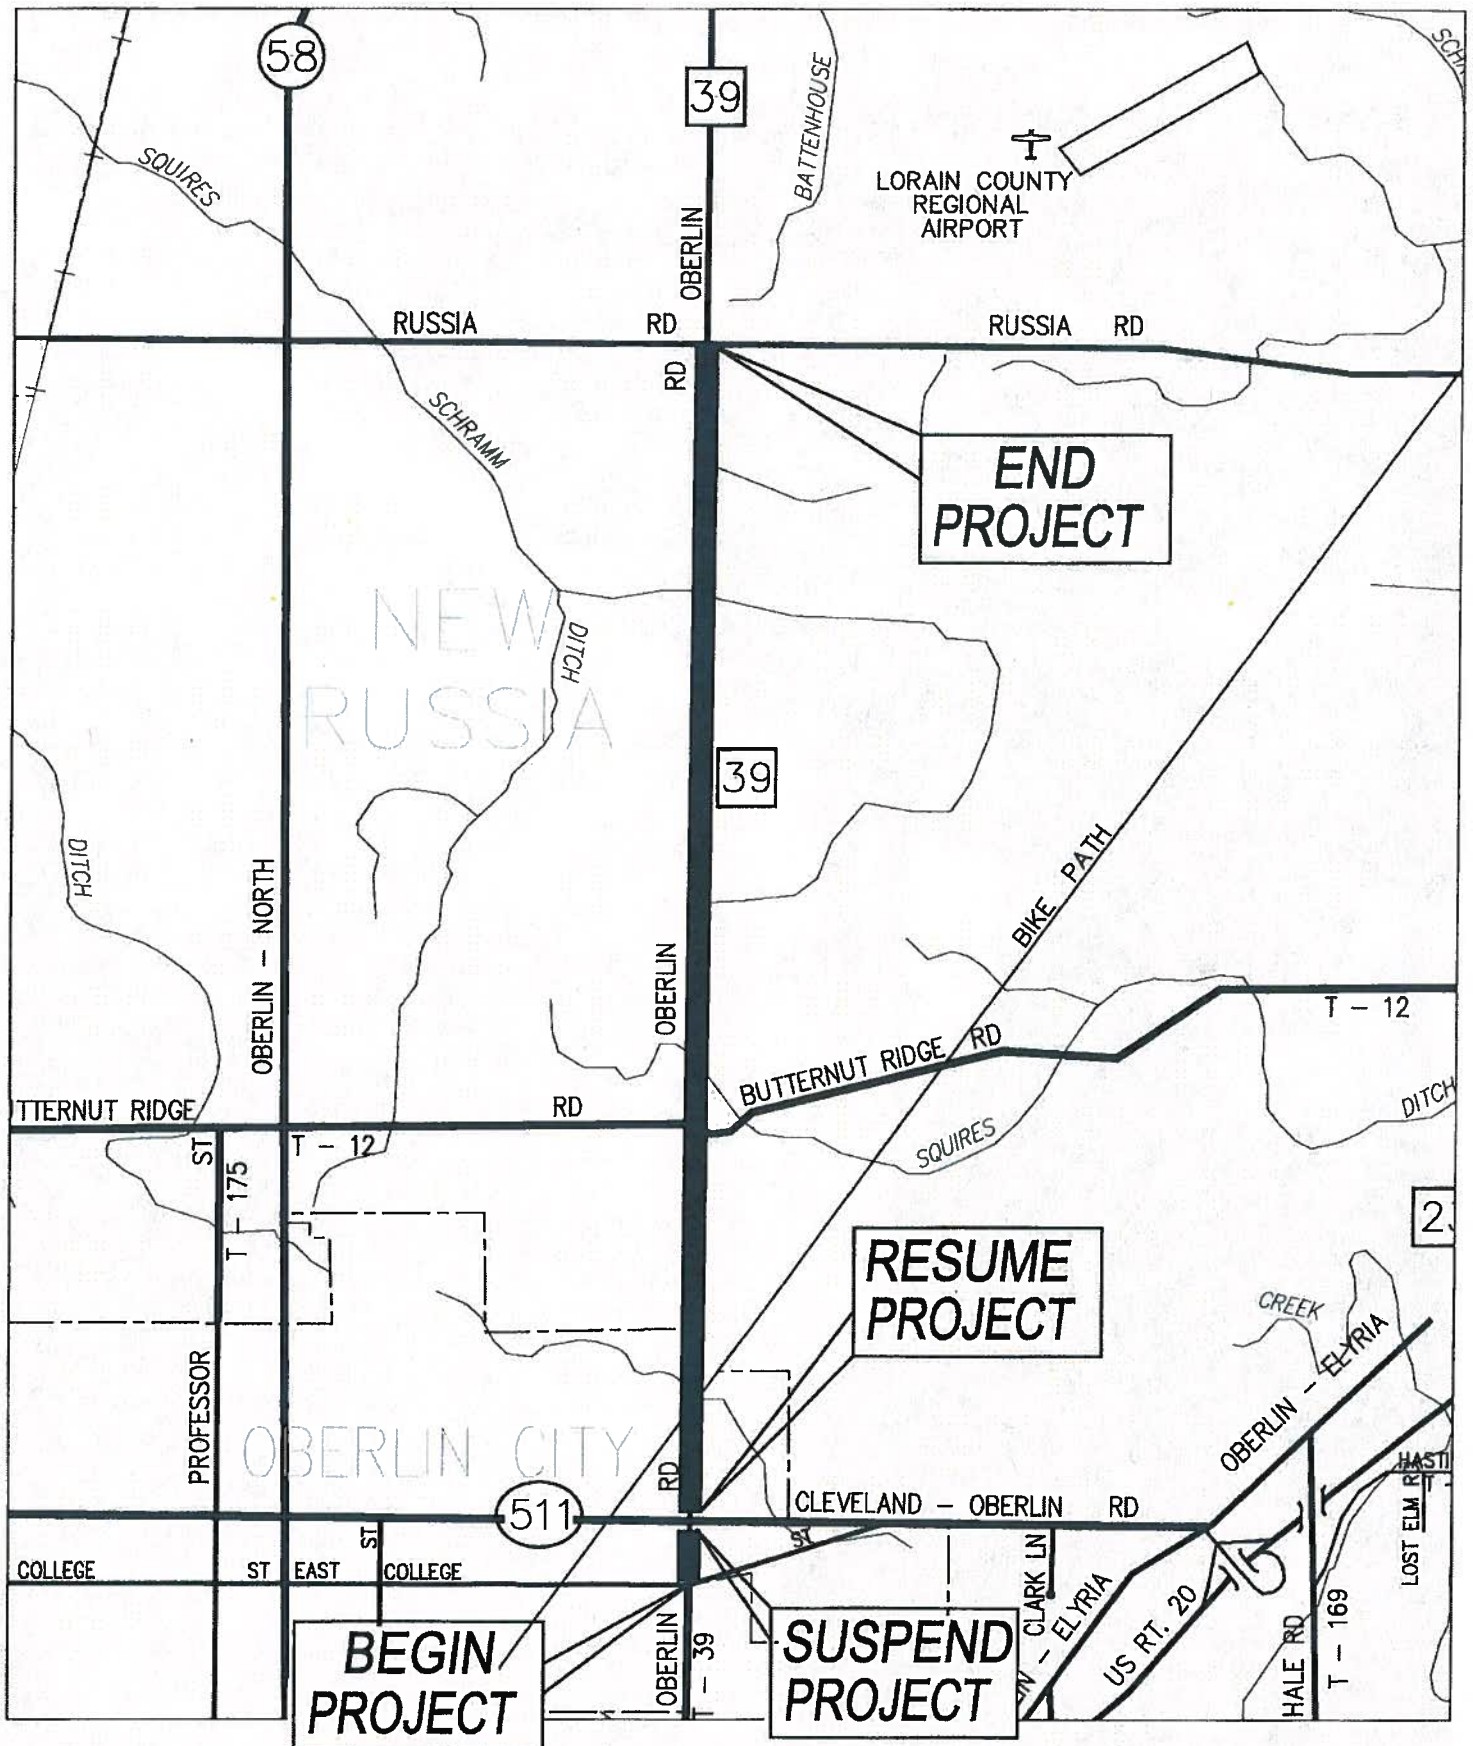 58
39
SQUIRES
BATTENHOUSE
LORAIN COUNTY
REGIONAL
AIRPORT
OBERLIN
RUSSIA RD
RUSSIA RD
RD
SCHRAMM
END
PROJECT
NEW
RUSSIA
DITCH
39
DITCH
OBERLIN - NORTH
BIKE PATH
OBERLIN
T - 12
BUTTERNUT RIDGE RD
TTERNUT RIDGE
RD
DITCH
SQUIRES
ST
T - 12
T - 175
RESUME
PROJECT
CREEK
PROFESSOR
OBERLIN - ELYRIA
OBERLIN CITY
RD
HASTI
511
CLEVELAND - OBERLIN RD
ST
ST
CLARK LN
LOST ELM R
T
COLLEGE ST EAST COLLEGE
ELYRIA
US RT. 20
HALE RD
T - 169
BEGIN
PROJECT
OBERLIN
T - 39
SUSPEND
PROJECT